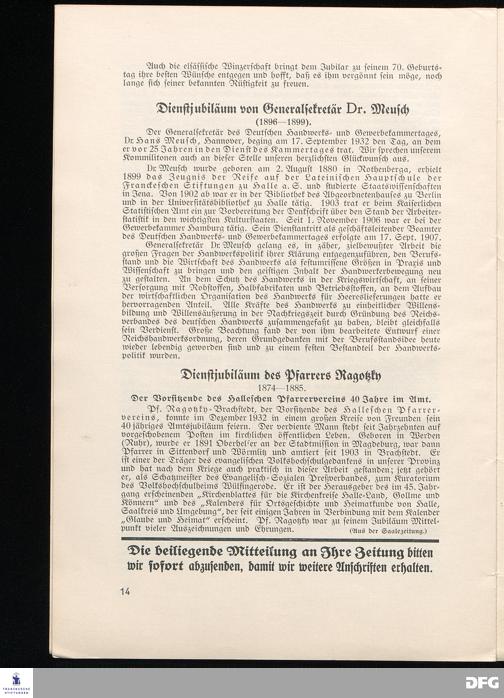 Auch die elsässische Winzerschaft bringt dem Jubilar zu seinem 70. Geburts-
tag ihre besten Wünsche entgegen und hofft, daß es ihm vergönnt sein möge, noch
lange sich seiner bekannten Rüstigkeit zu freuen.
Dienstjubiläum von Generalsekretär Dr. Meusch
(1896—1899).
Der Generalsekretär des Deutschen Handwerks- und Gewerbekammertages,
Dr. Hans Meusch, Hannover, beging am 17. September 1932 den Tag, an dem
er vor 25 Jahren in den Dienst des Kammertages trat. Wir sprechen unserem
Kommilitonen auch an dieser Stelle unseren herzlichsten Glückwunsch aus.
Dr. Meusch wurde geboren am 2. August 1880 in Rothenberga, erhielt
1899 das Zeugnis der Reife auf der Lateinischen Hauptschule der
Franckeschen Stiftungen zu Halle a. S. und studierte Staatswissenschaften
in Jena. Von 1902 ab war er in der Bibliothek des Abgeordnetenhauses zu Berlin
und in der Universitätsbibliothek zu Halle tätig. 1903 trat er beim Kaiserlichen
Statistischen Amt ein zur Vorbereitung der Denkschrift über den Stand der Arbeiter-
statistik in den wichtigsten Kulturstaaten. Seit 1. November 1906 war er bei der
Gewerbekammer Hamburg tätig. Sein Dienstantritt als geschäftsleitender Beamter
des Deutschen Handwerks- und Gewerbekammertages erfolgte am 17. Sept. 1907.
Generalsekretär Dr. Meusch gelang es, in zäher, zielbewußter Arbeit die
großen Fragen der Handwerkspolitik ihrer Klärung entgegenzuführen, den Berufs-
stand und die Wirtschaft des Handwerks als festumrissene Größen in Praxis und
Wissenschaft zu bringen und den geistigen Inhalt der Handwerkerbewegung neu
zu gestalten. An dem Schutz des Handwerks in der Kriegswirtschaft, an seiner
Versorgung mit Rohstoffen, Halbfabrikaten und Betriebsstoffen, an dem Aufbau
der wirtschaftlichen Organisation des Handwerks für Heereslieferungen hatte er
hervorragenden Anteil. Alle Kräfte des Handwerks zu einheitlicher Willens-
bildung und Willensäußerung in der Nachkriegszeit durch Gründung des Reichs-
verbandes des deutschen Handwerks zusammengefaßt zu haben, bleibt gleichfalls
sein Verdienst. Große Beachtung fand der von ihm bearbeitete Entwurf einer
Reichshandwerksordnung, deren Grundgedanken mit der Berufsstandsidee heute
wieder lebendig geworden sind und zu einem festen Bestandteil der Handwerks-
politik wurden.
Dienstjubiläum des Pfarrers Ragotzky
1874—1885.
Der Vorsitzende des Halleschen Pfarrervereins 40 Jahre im Amt.
Pf. Ragotzky-Brachstedt, der Vorsitzende des Halleschen Pfarrer-
vereins, konnte im Dezember 1932 in einem großen Kreise von Freunden sein
40 jähriges Amtsjubiläum feiern. Der verdiente Mann steht seit Jahrzehnten auf
vorgeschobenen Posten im kirchlichen öffentlichen Leben. Geboren in Werden
(Ruhr), wurde er 1891 Oberhelfer an der Stadtmission in Magdeburg, war dann
Pfarrer in Sittendorf und Wörmlitz und amtiert seit 1903 in Brachstedt. Er
ist einer der Träger des evangelischen Volkshochschulgedankens in unserer Provinz
und hat nach dem Kriege auch praktisch in dieser Arbeit gestanden; jetzt gehört
er, als Schatzmeister des Evangelisch-Sozialen Preßverbandes, zum Kuratorium
des Volkshochschulheims Wülfingerode. Er ist der Herausgeber des im 45. Jahr-
gang erscheinenden „Kirchenblattes für die Kirchenkreise Halle-Land, Gollme und
Könnern“ und des „Kalenders für Ortsgeschichte und Heimatkunde von Halle,
Saalkreis und Umgebung“, der seit einigen Jahren in Verbindung mit dem Kalender
„Glaube und Heimat“ erscheint. Pf. Ragotzky war zu seinem Jubiläum Mittel-
punkt vieler Auszeichnungen und Ehrungen. (Aus der Saalezeitung.)
Die beiliegende Mitteilung an Ihre Zeitung bitten
wir sofort abzusenden, damit wir weitere Anschriften erhalten.
14
FRANCKESCHE
STIFTUNGEN
DFG